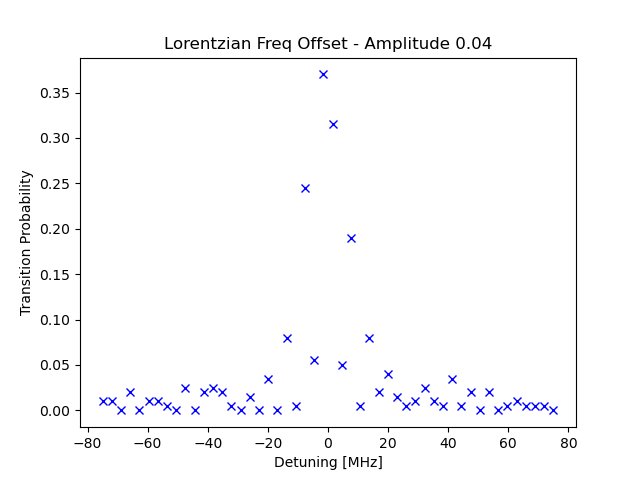 Lorentzian Freq Offset - Amplitude 0.04
Transition Probability
0.35
0.30
0.25
0.20
0.15
0.10
0.05
0.00
−80 −60 −40 −20 0 20 40 60 80
Detuning [MHz]